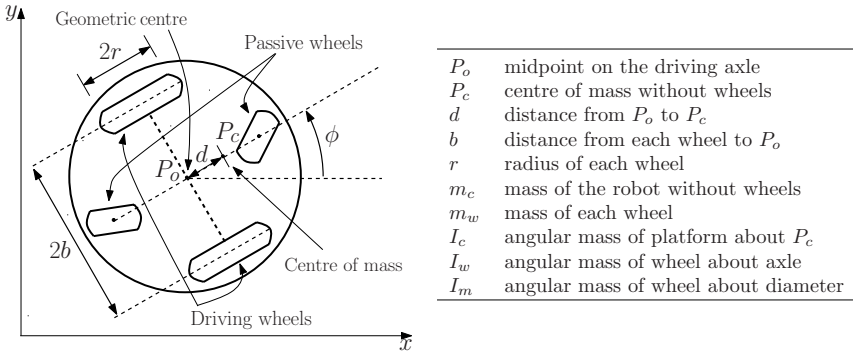 y
Geometric centre
Passive wheels
2r
P_c
ϕ
d
P_o
2b
Centre of mass
Driving wheels
x
P_o midpoint on the driving axle
P_c centre of mass without wheels
d distance from P_o to P_c
b distance from each wheel to P_o
r radius of each wheel
m_c mass of the robot without wheels
m_w mass of each wheel
I_c angular mass of platform about P_c
I_w angular mass of wheel about axle
I_m angular mass of wheel about diameter